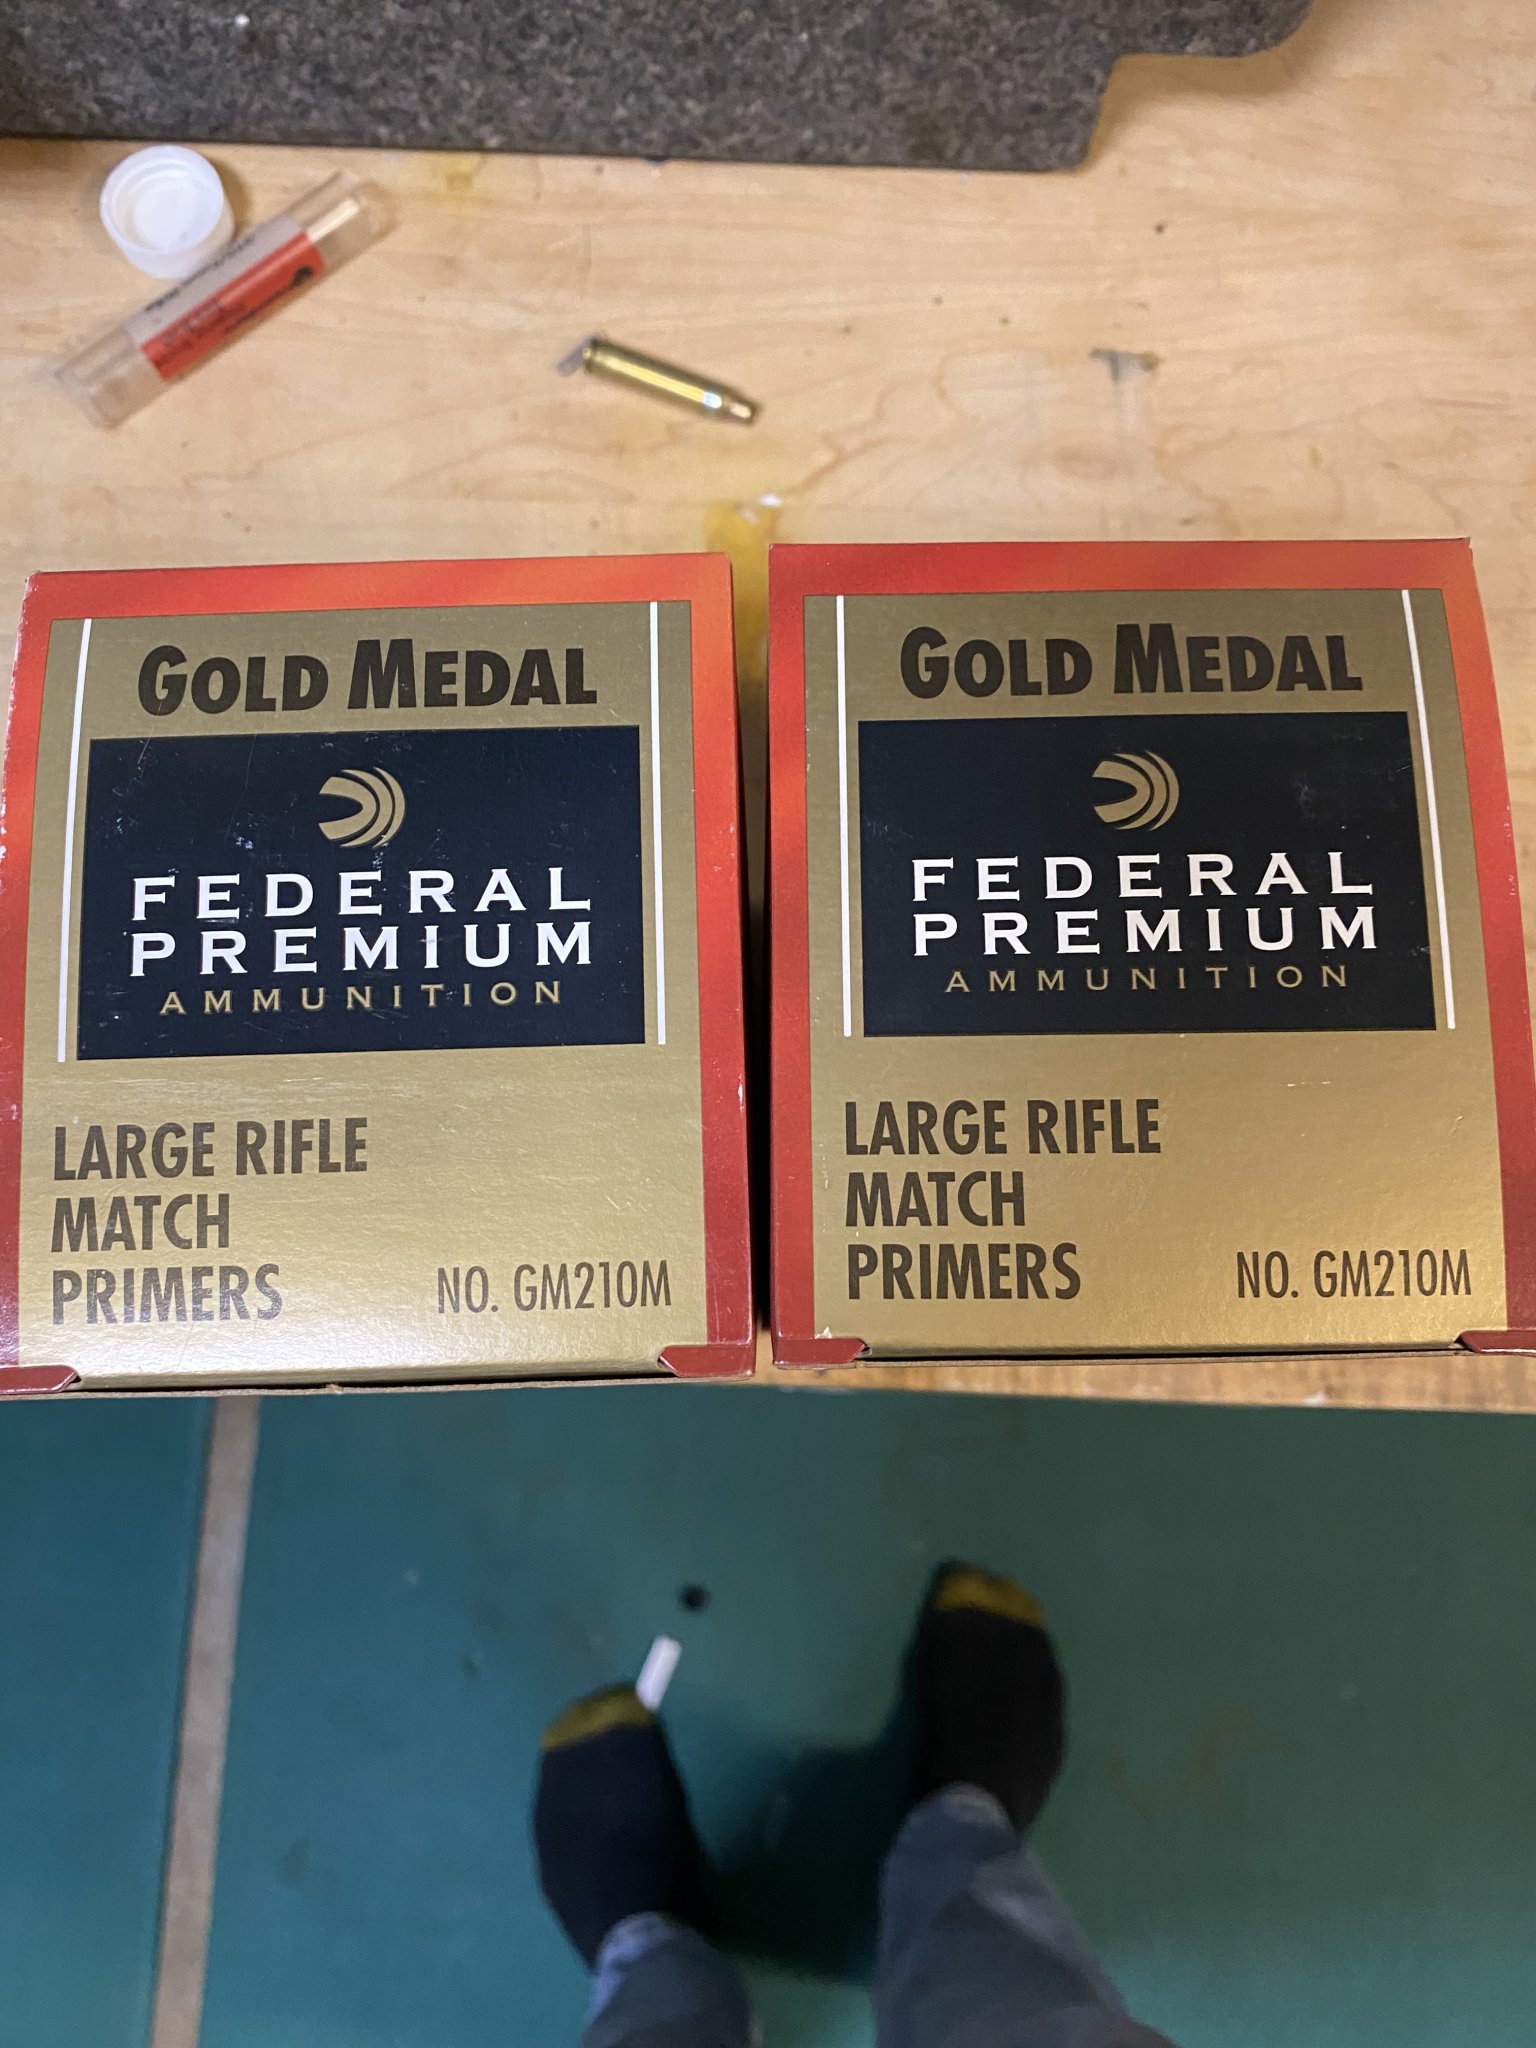 GOLD MEDAL
FEDERAL
PREMIUM
AMMUNITION
LARGE RIFLE
MATCH
PRIMERS
NO. GM210M
GOLD MEDAL
FEDERAL
PREMIUM
AMMUNITION
LARGE RIFLE
MATCH
PRIMERS
NO. GM210M